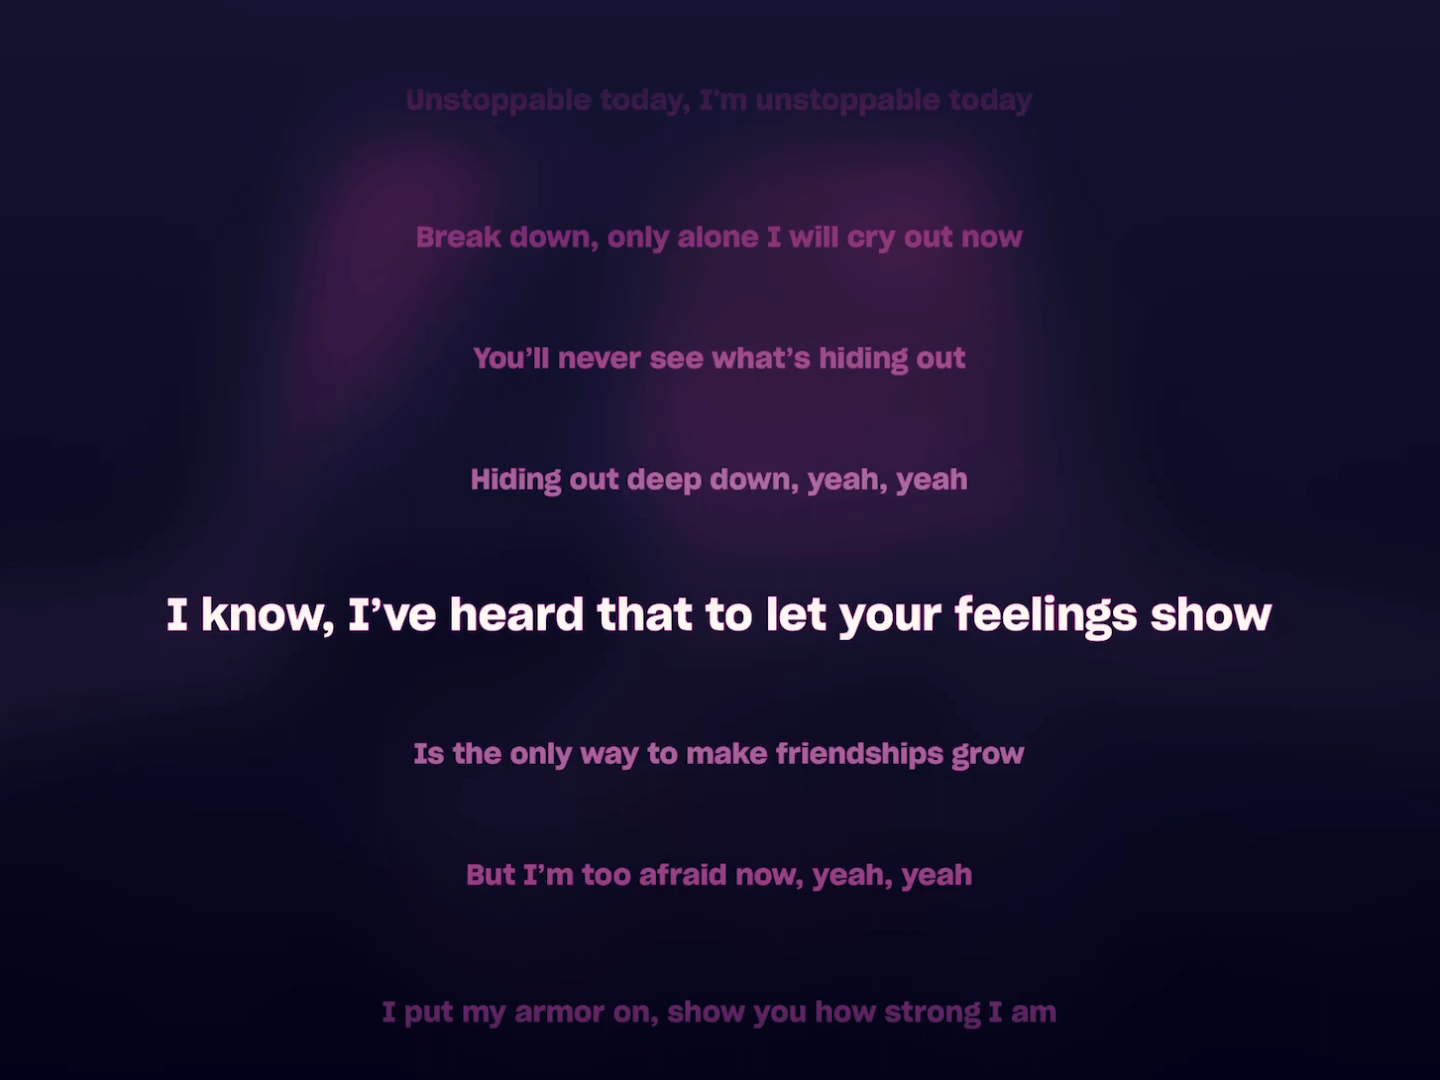 Unstoppable today, I'm unstoppable today
Break down, only alone I will cry out now
You’ll never see what’s hiding out
Hiding out deep down, yeah, yeah
I know, I’ve heard that to let your feelings show
Is the only way to make friendships grow
But I’m too afraid now, yeah, yeah
I put my armor on, show you how strong I am